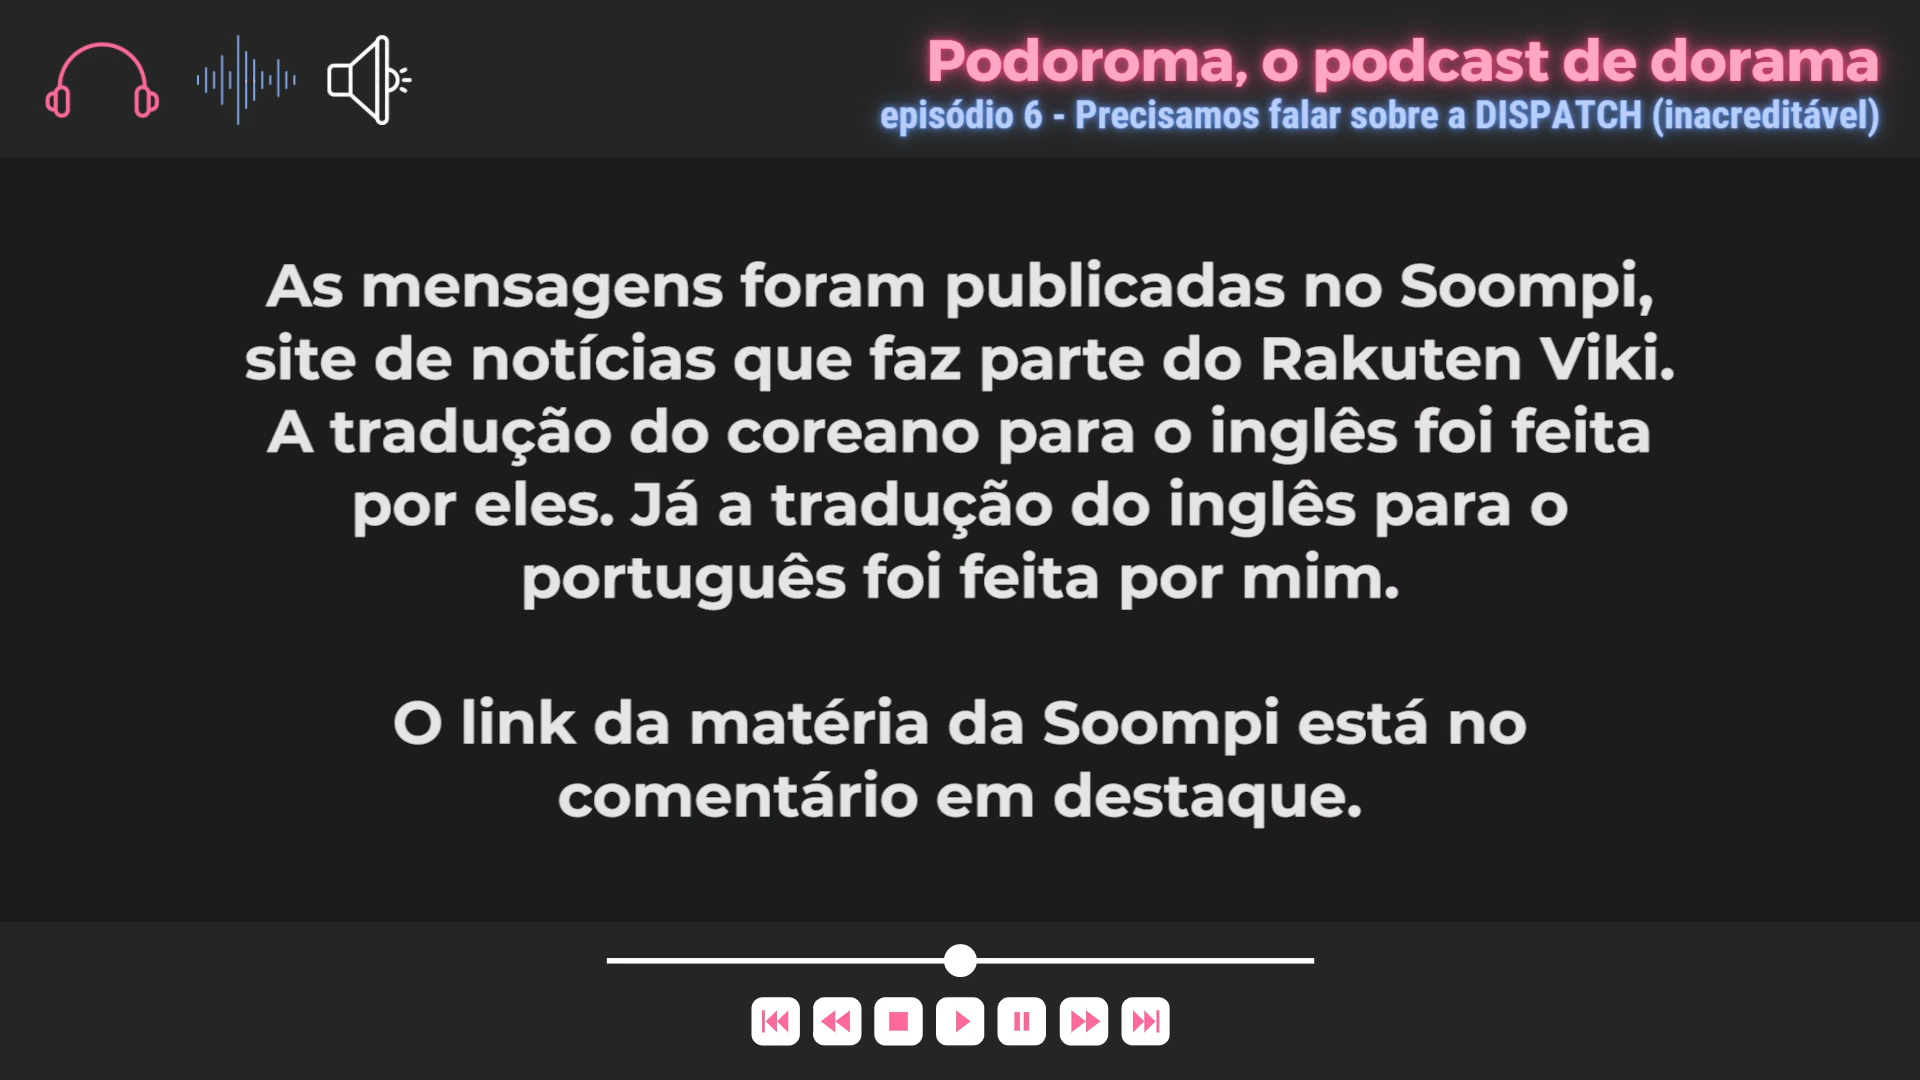 Podoroma, o podcast de dorama
episódio 6 - Precisamos falar sobre a DISPATCH (inacreditável)
As mensagens foram publicadas no Soompi,
site de notícias que faz parte do Rakuten Viki.
A tradução do coreano para o inglês foi feita
por eles. Já a tradução do inglês para o
português foi feita por mim.
O link da matéria da Soompi está no
comentário em destaque.